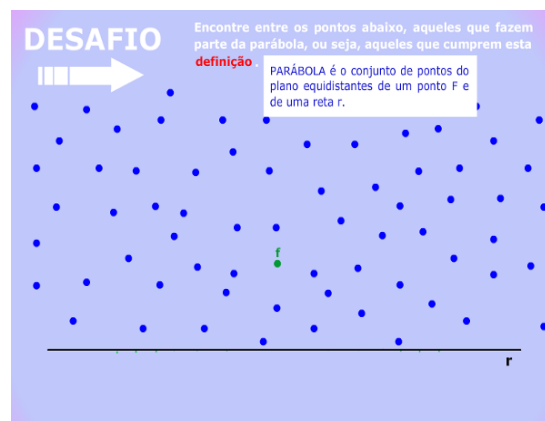 DESAFIO
Encontre entre os pontos abaixo, aqueles que fazem
parte da parábola, ou seja, aqueles que cumprem esta
definição .
PARÁBOLA é o conjunto de pontos do
plano equidistantes de um ponto F e
de uma reta r.
f
r